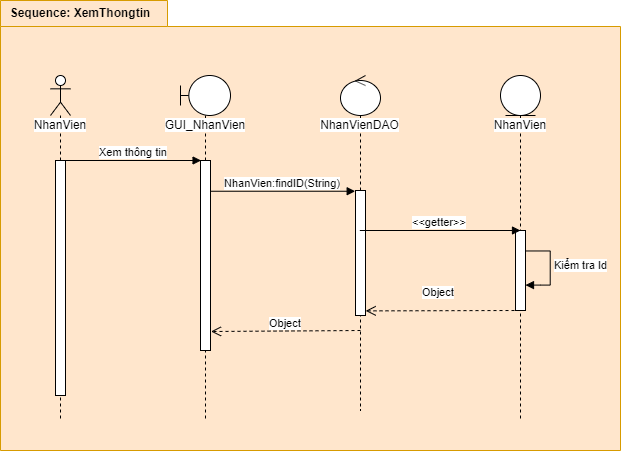 Sequence: XemThongtin
NhanVien
GUI_NhanVien
NhanVienDAO
NhanVien
Xem thông tin
NhanVien:findID(String)
<<getter>>
Kiểm tra Id
Object
Object